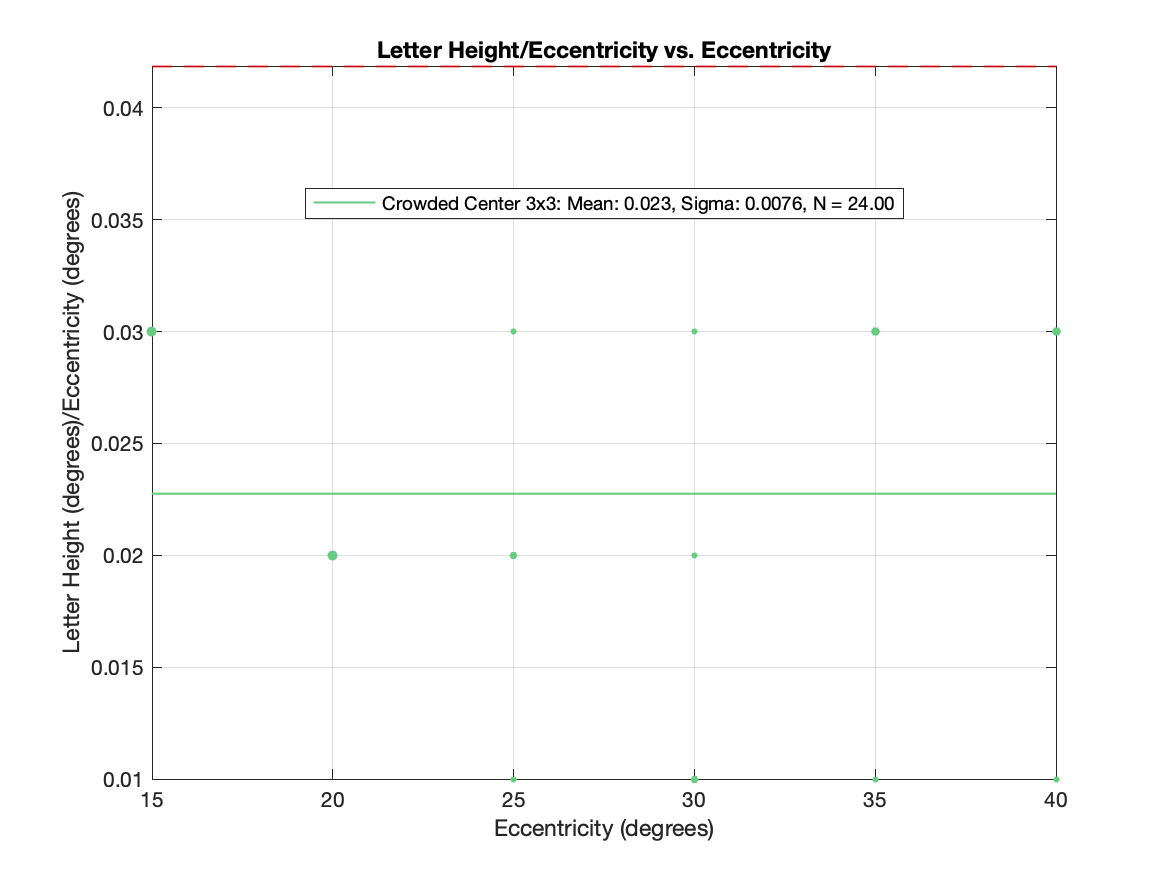 Letter Height/Eccentricity vs. Eccentricity
0.04
Crowded Center 3x3: Mean: 0.023, Sigma: 0.0076, N = 24.00
0.035
0.03
0.025
0.02
0.015
0.01
Letter Height (degrees)/Eccentricity (degrees)
15 20 25 30 35 40
Eccentricity (degrees)